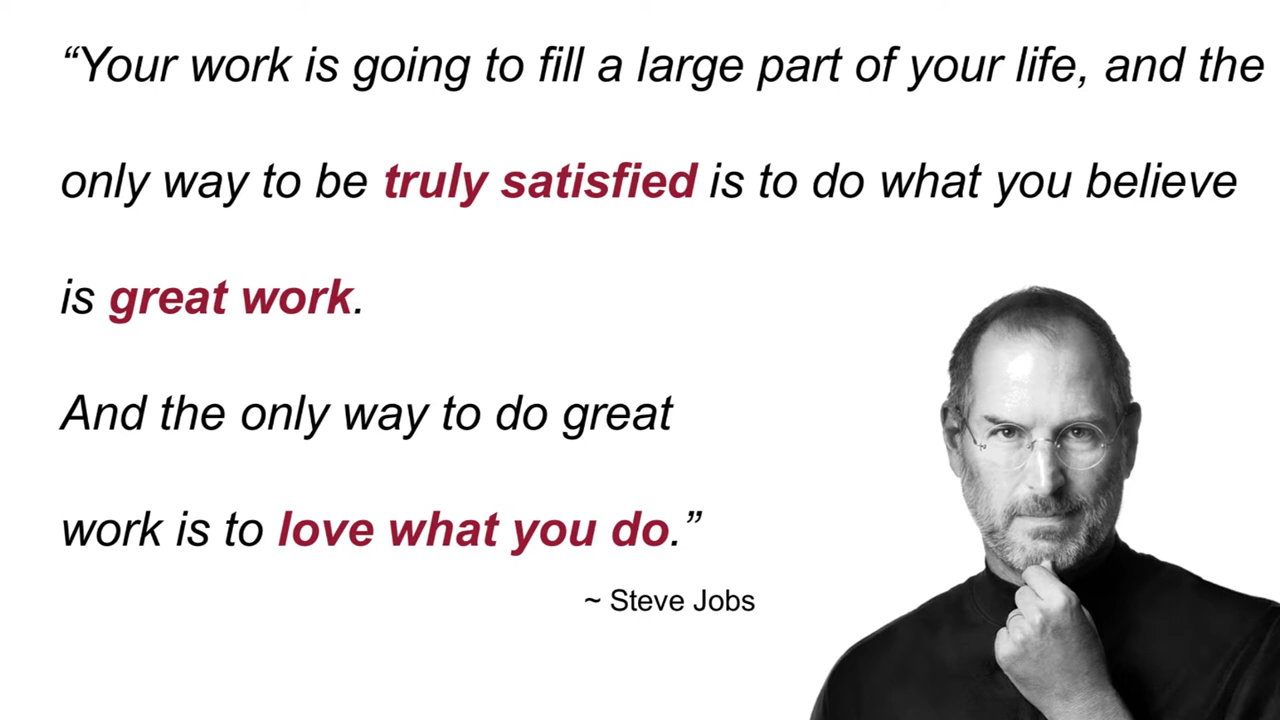 “Your work is going to fill a large part of your life, and the
only way to be truly satisfied is to do what you believe
is great work.
And the only way to do great
work is to love what you do.”
~ Steve Jobs